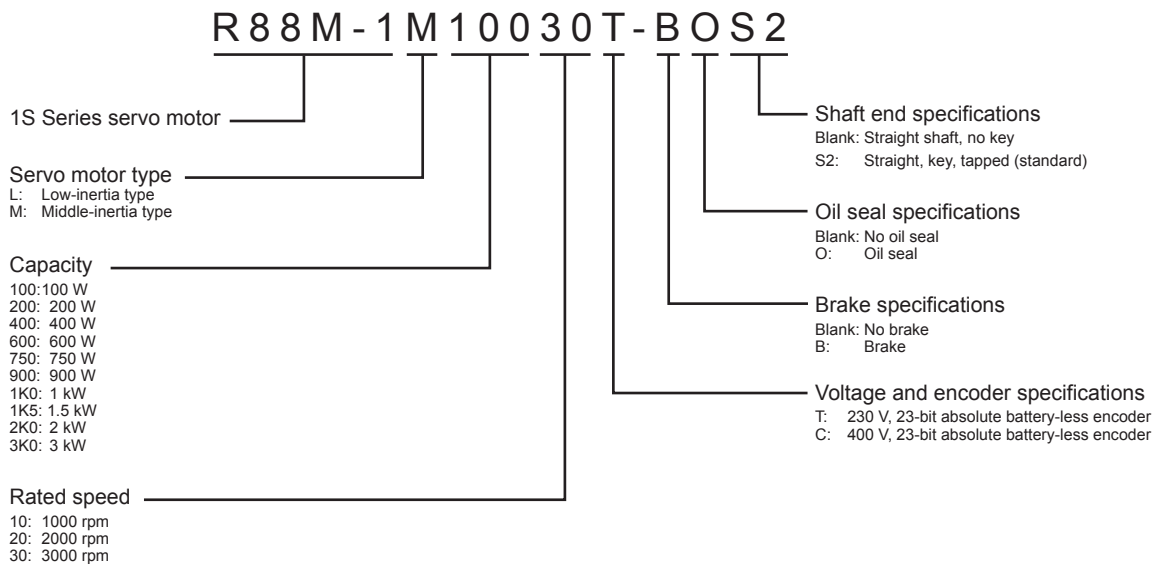 R88M-1M10030T-BOS2
1S Series servo motor
Servo motor type
L: Low-inertia type
M: Middle-inertia type
Capacity
100:100 W
200: 200 W
400: 400 W
600: 600 W
750: 750 W
900: 900 W
1K0: 1 kW
1K5: 1.5 kW
2K0: 2 kW
3K0: 3 kW
Rated speed
10: 1000 rpm
20: 2000 rpm
30: 3000 rpm
Shaft end specifications
Blank: Straight shaft, no key
S2: Straight, key, tapped (standard)
Oil seal specifications
Blank: No oil seal
O: Oil seal
Brake specifications
Blank: No brake
B: Brake
Voltage and encoder specifications
T: 230 V, 23-bit absolute battery-less encoder
C: 400 V, 23-bit absolute battery-less encoder